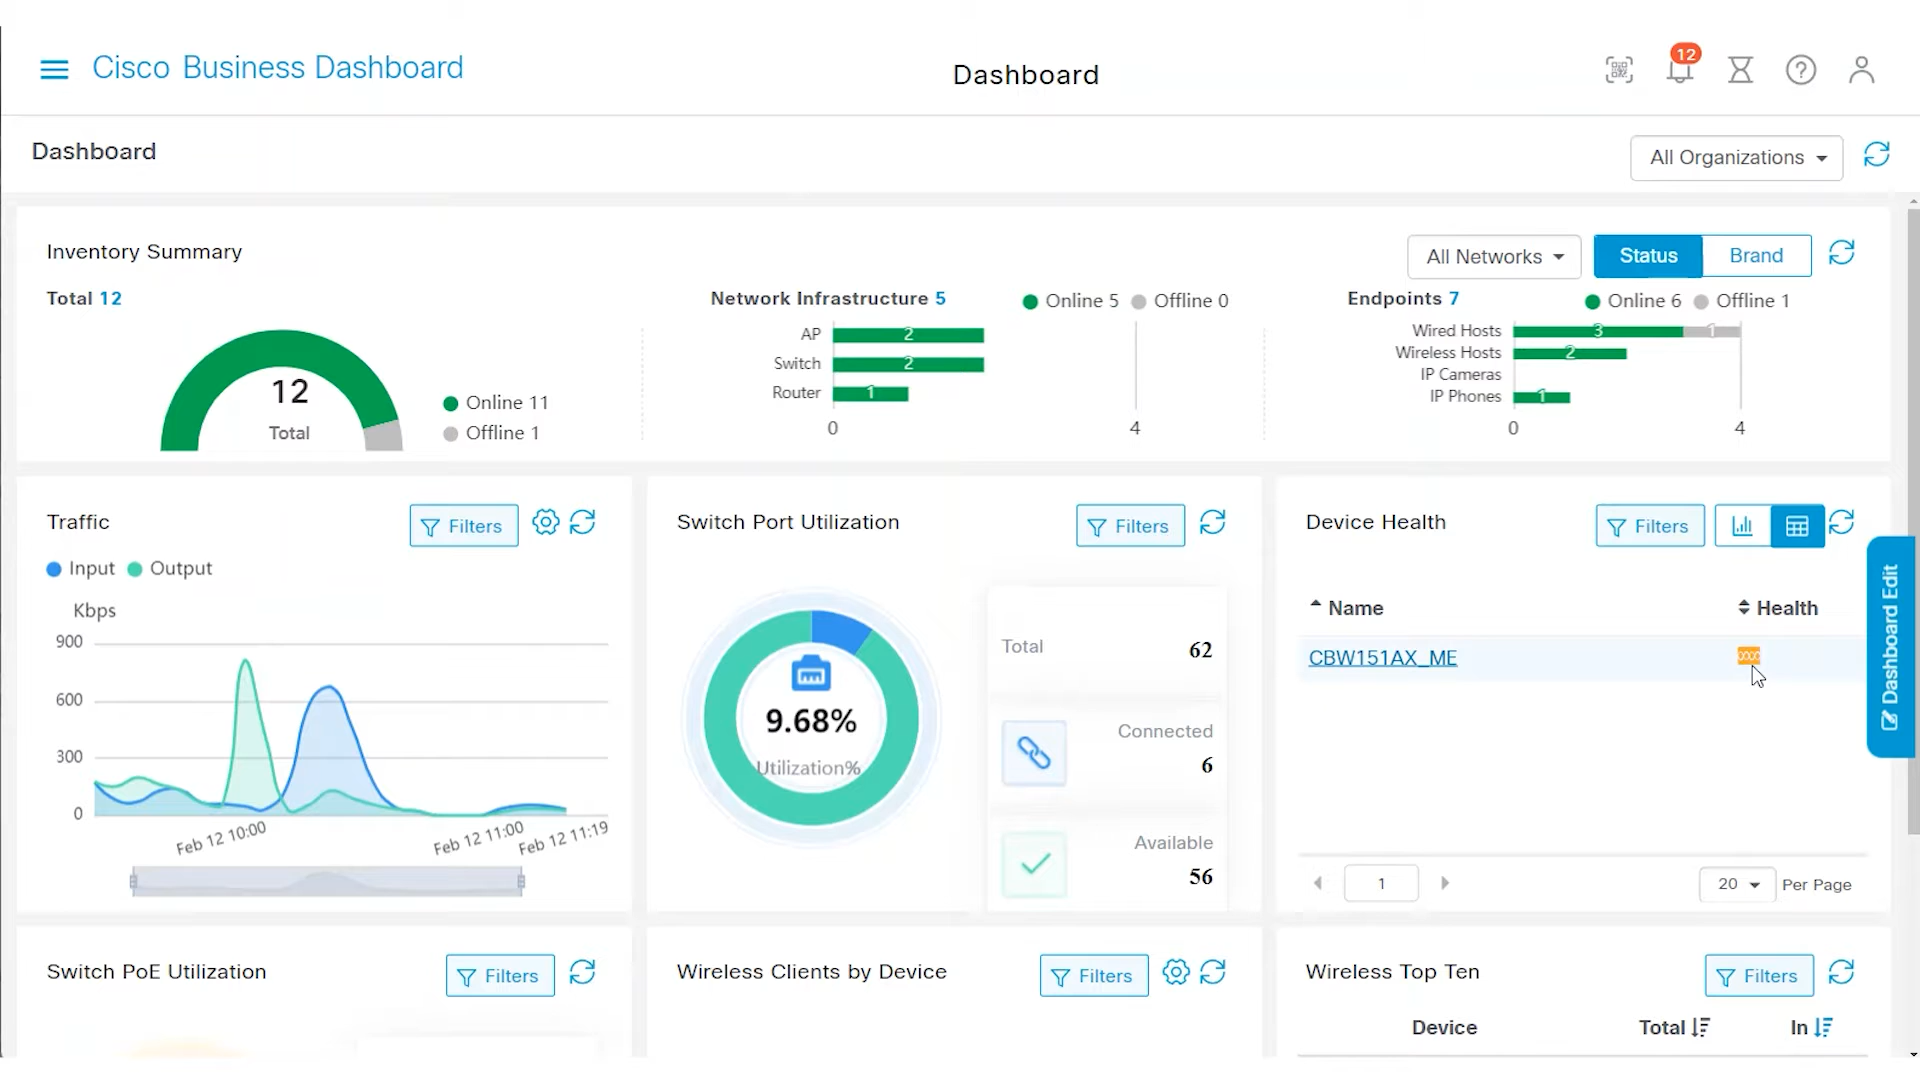 Cisco Business Dashboard
Dashboard
12
Dashboard
All Organizations
Inventory Summary
All Networks
Status
Brand
Total 12
12
Total
Online 11
Offline 1
Network Infrastructure 5
Online 5
Offline 0
AP 2
Switch 2
Router 1
0 4
Endpoints 7
Online 6
Offline 1
Wired Hosts 3 1
Wireless Hosts 2
IP Cameras
IP Phones 1
0 4
Traffic
Filters
Input
Output
Kbps
900
600
300
0
Feb 12 10:00
Feb 12 11:00
Feb 12 11:19
Switch Port Utilization
Filters
9.68%
Utilization%
Total
62
Connected
6
Available
56
Device Health
Filters
Name Health
CBW151AX_ME
1
20
Per Page
Dashboard Edit
Switch PoE Utilization
Filters
Wireless Clients by Device
Filters
Wireless Top Ten
Filters
Device Total In